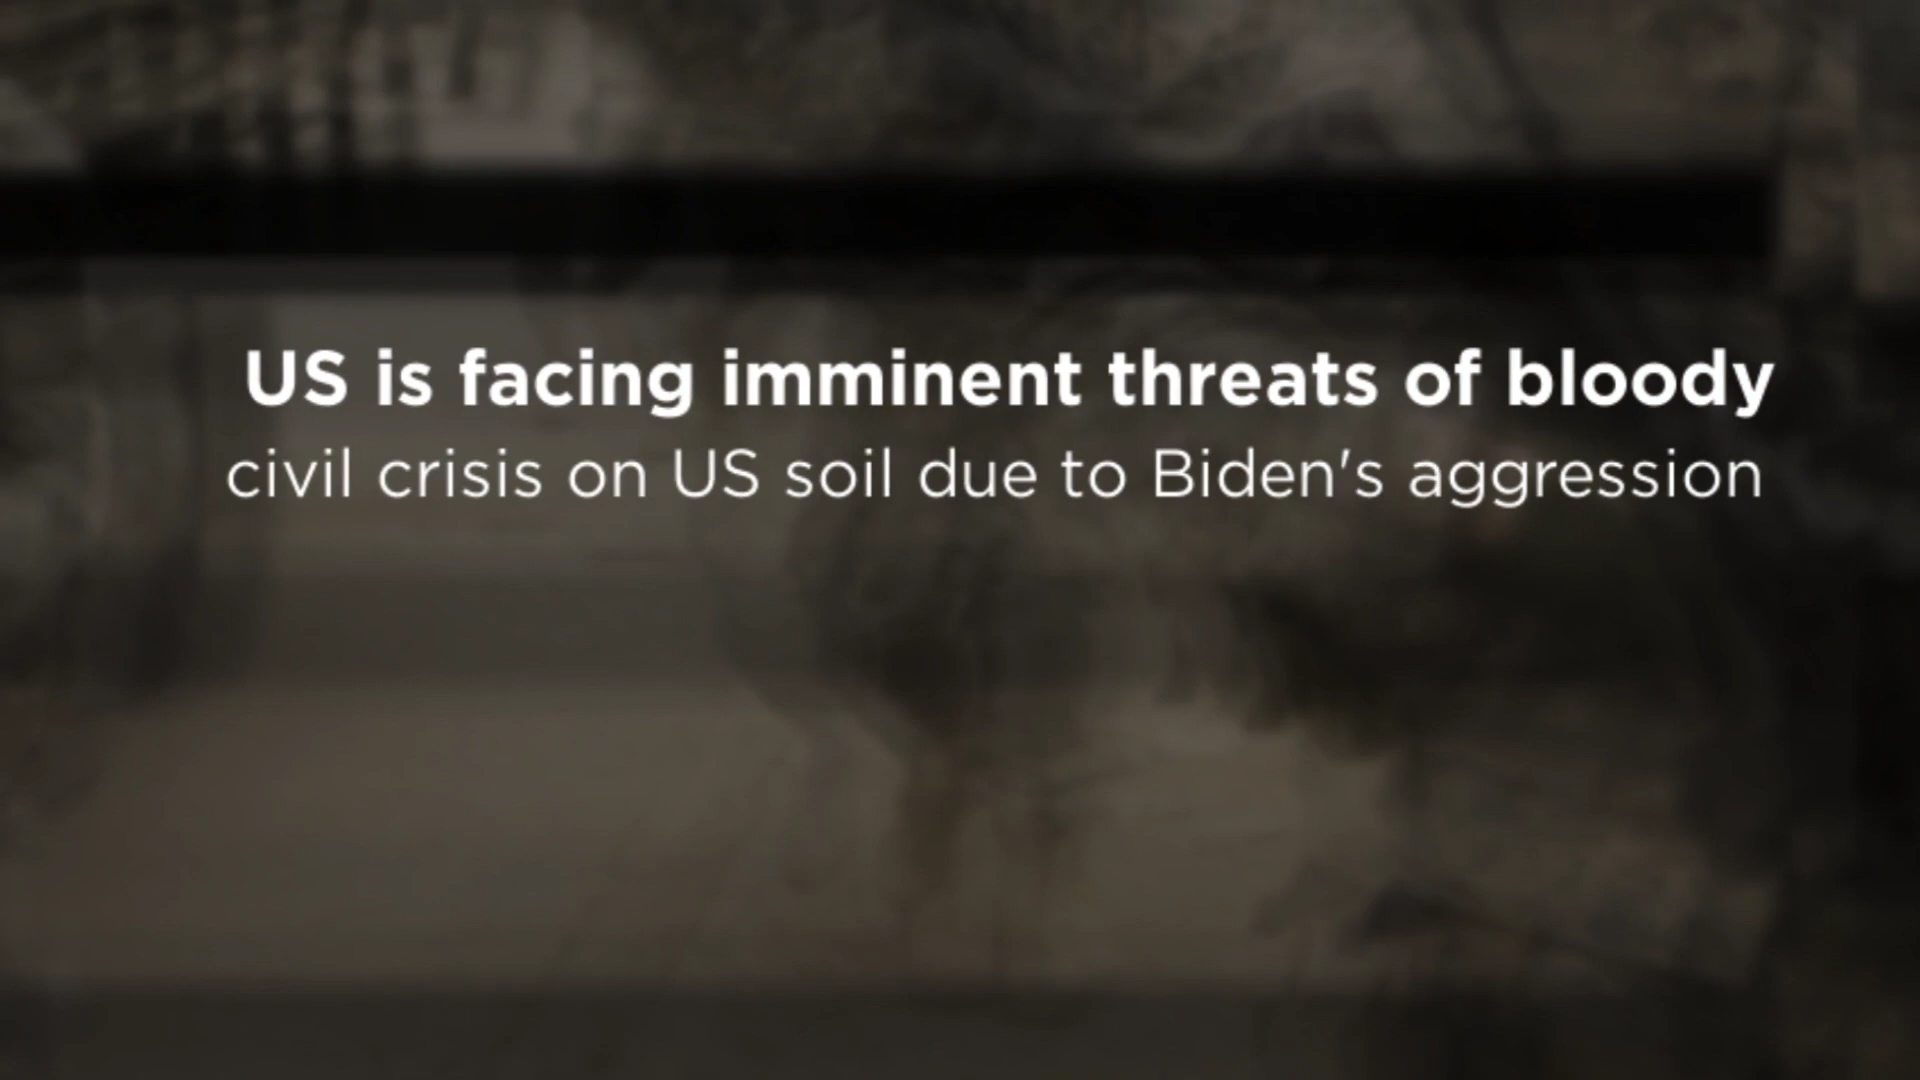 US is facing imminent threats of bloody
civil crisis on US soil due to Biden's aggression